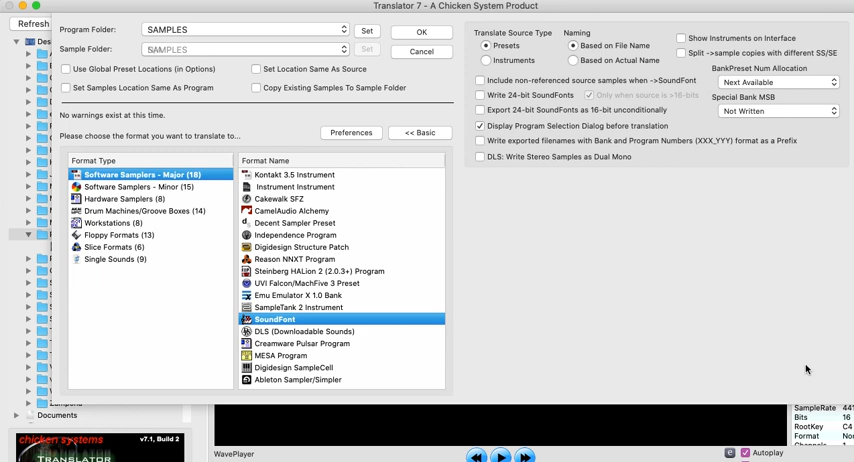 Translator 7 - A Chicken System Product
Refresh
Program Folder: SAMPLES Set OK
Sample Folder: SAMPLES Set Cancel
Use Global Preset Locations (in Options) Set Location Same As Source
Set Samples Location Same As Program Copy Existing Samples To Sample Folder
No warnings exist at this time.
Please choose the format you want to translate to... Preferences << Basic
Format Type
Software Samplers - Major (18)
Software Samplers - Minor (15)
Hardware Samplers (8)
Drum Machines/Groove Boxes (14)
Workstations (8)
Floppy Formats (13)
Slice Formats (6)
Single Sounds (9)
Format Name
Kontakt 3.5 Instrument
Instrument Instrument
Cakewalk SFZ
CamelAudio Alchemy
Decent Sampler Preset
Independence Program
Digidesign Structure Patch
Reason NNXT Program
Steinberg HALion 2 (2.0.3+) Program
UVI Falcon/MachFive 3 Preset
Emu Emulator X 1.0 Bank
SampleTank 2 Instrument
SoundFont
DLS (Downloadable Sounds)
Creamware Pulsar Program
MESA Program
Digidesign SampleCell
Ableton Sampler/Simpler
Translate Source Type
Presets
Instruments
Naming
Based on File Name
Based on Actual Name
Show Instruments on Interface
Split ->sample copies with different SS/SE
BankPreset Num Allocation
Next Available
Special Bank MSB
Not Written
Include non-referenced source samples when ->SoundFont
Write 24-bit SoundFonts Only when source is >16-bits
Export 24-bit SoundFonts as 16-bit unconditionally
Display Program Selection Dialog before translation
Write exported filenames with Bank and Program Numbers (XXX_YYY) format as a Prefix
DLS: Write Stereo Samples as Dual Mono
Documents
chicken systems v7.1, Build 2
TRANSLATOR
WavePlayer
e Autoplay
SampleRate 441
Bits 16
RootKey C4
Format